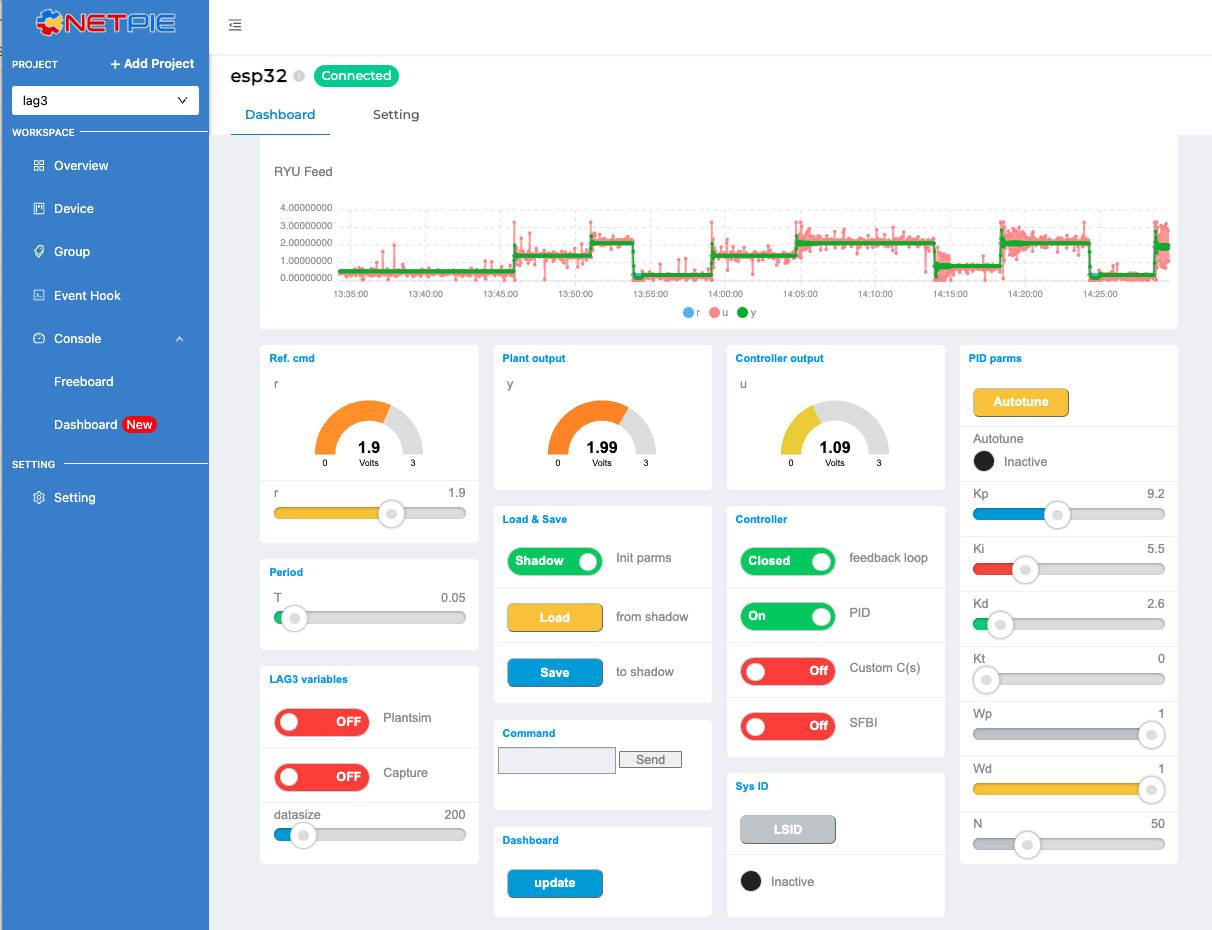 NETPIE
PROJECT
+ Add Project
lag3
WORKSPACE
Overview
Device
Group
Event Hook
Console
Freeboard
Dashboard New
SETTING
Setting
esp32 Connected
Dashboard Setting
RYU Feed
4.00000000
3.00000000
2.00000000
1.00000000
0.00000000
13:35:00 13:40:00 13:45:00 13:50:00 13:55:00 14:00:00 14:05:00 14:10:00 14:15:00 14:20:00 14:25:00
r u y
Ref. cmd
r
1.9
0 Volts 3
r 1.9
Period
T 0.05
LAG3 variables
OFF Plantsim
OFF Capture
datasize 200
Plant output
y
1.99
0 Volts 3
Load & Save
Shadow Init parms
Load from shadow
Save to shadow
Command
Send
Dashboard
update
Controller output
u
1.09
0 Volts 3
Controller
Closed feedback loop
On PID
Off Custom C(s)
Off SFBI
Sys ID
LSID
Inactive
PID parms
Autotune
Autotune
Inactive
Kp 9.2
Ki 5.5
Kd 2.6
Kt 0
Wp 1
Wd 1
N 50